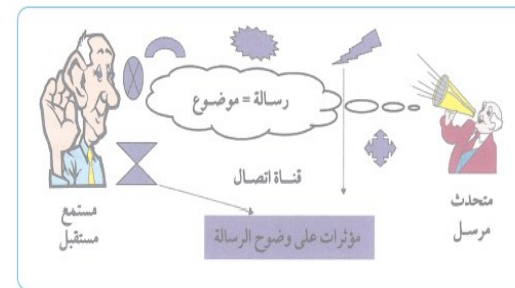 رسالة = موضوع
قناة اتصال
متحدث
مرسل
مستمع
مستقبل
مؤثرات على وضوح الرسالة